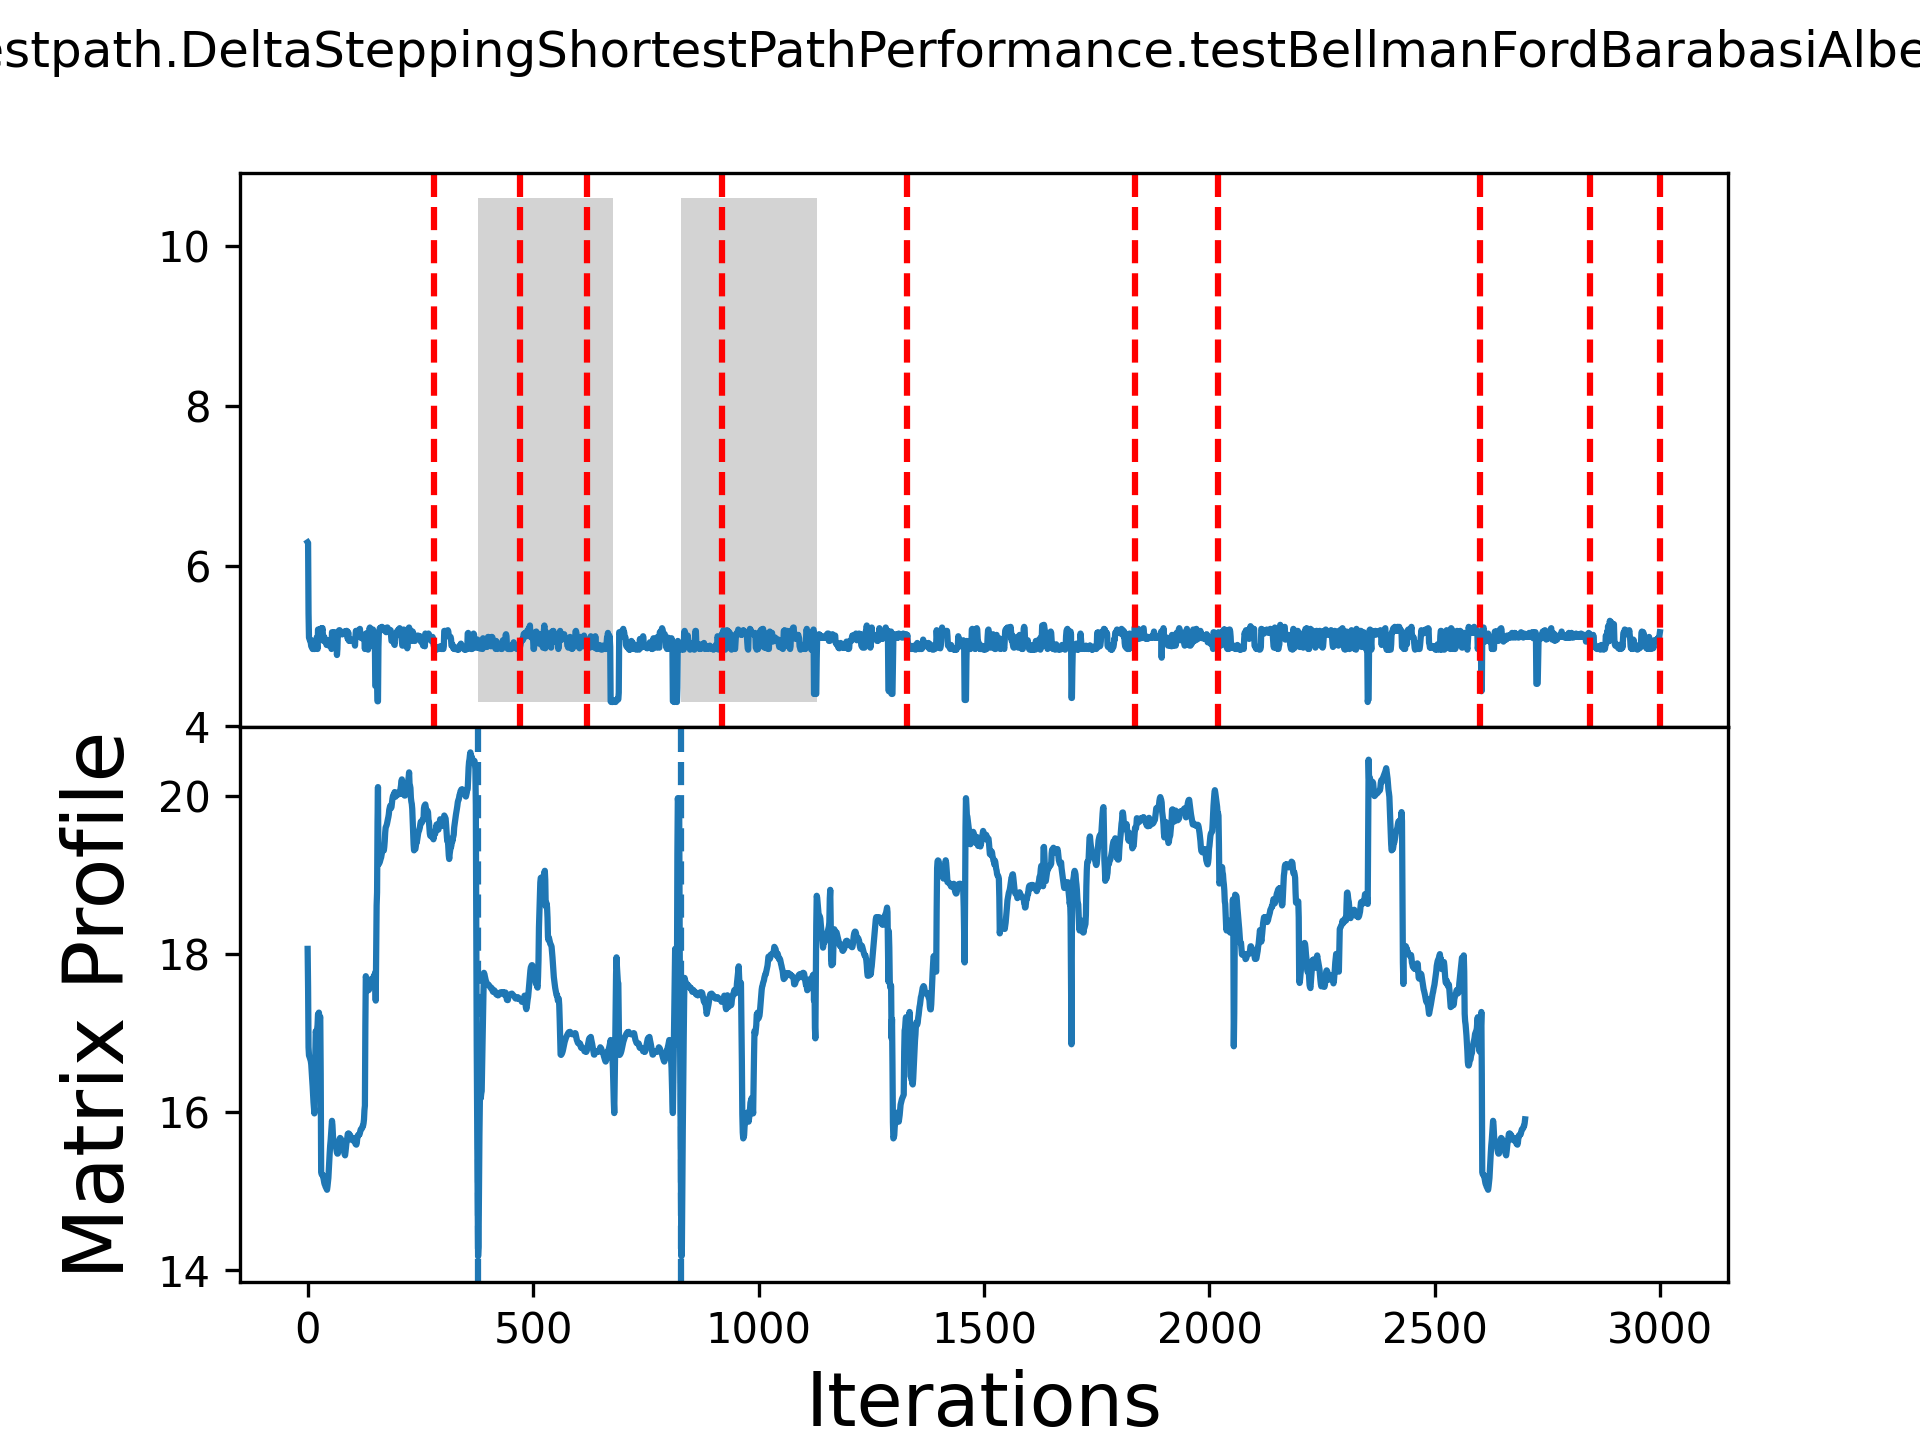 estpath.DeltaSteppingShortestPathPerformance.testBellmanFordBarabasiAlbe
10
8
6
4
Matrix Profile
20
18
16
14
0 500 1000 1500 2000 2500 3000
Iterations